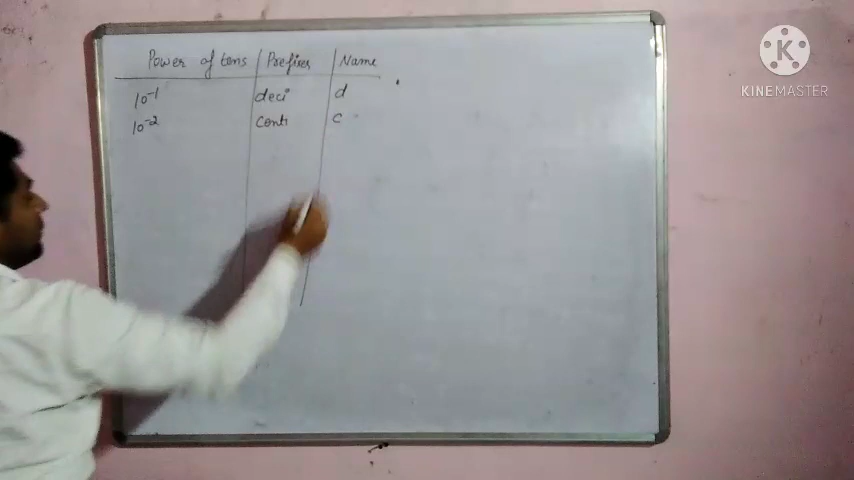 Power of tens | Prefixes | Name
10⁻¹ deci d
10⁻² centi c
KINEMASTER